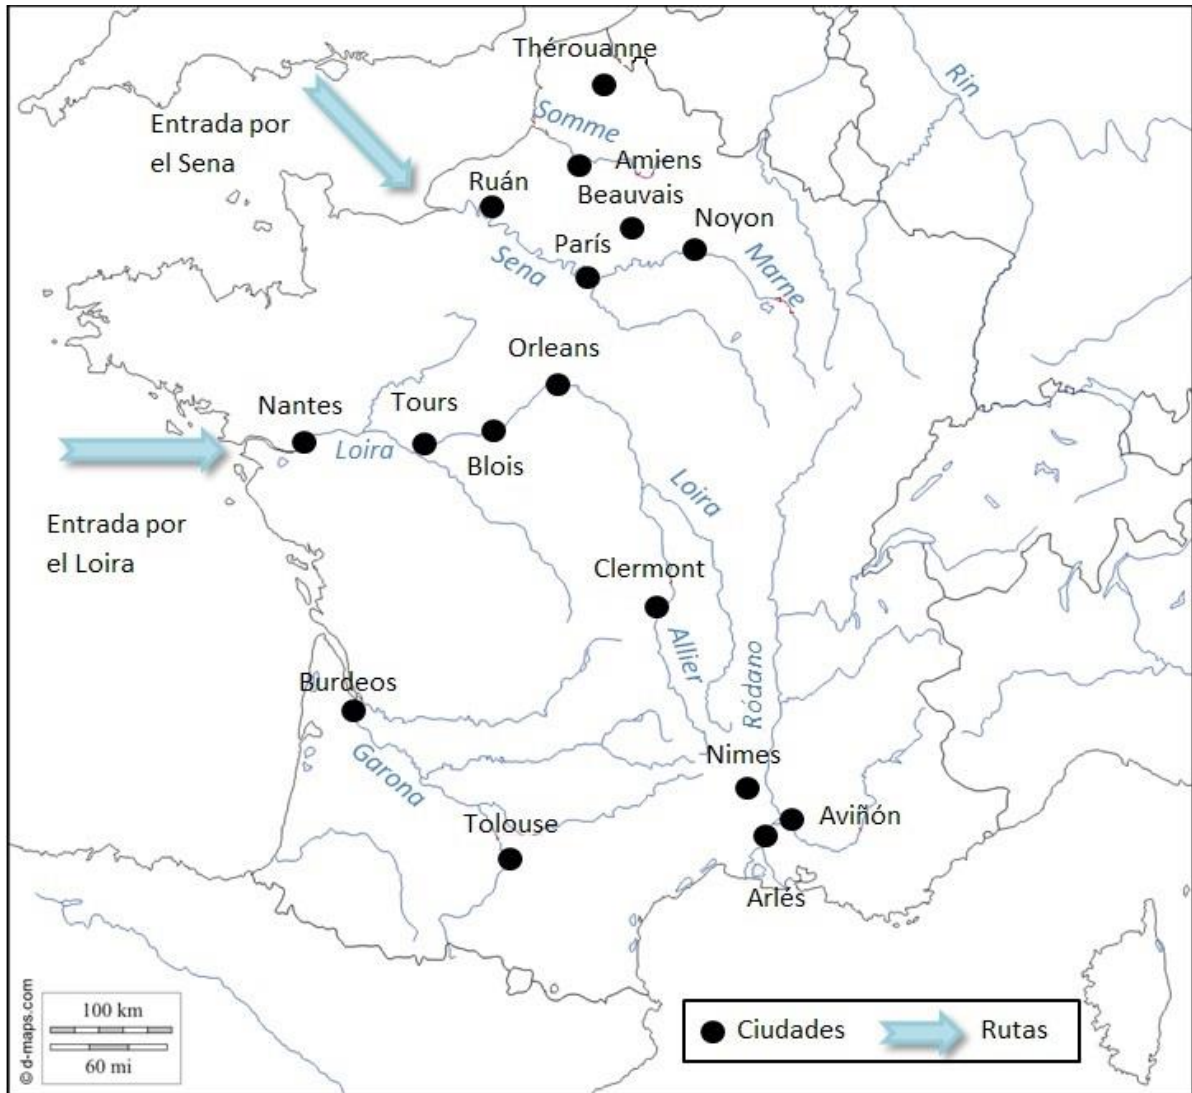 Thérouanne
Rin
Somme
Entrada por
el Sena
Amiens
Ruán
Beauvais
Noyon
París
Sena
Marne
Orleans
Nantes
Tours
Loira
Blois
Loira
Entrada por
el Loira
Clermont
Allier
Ródano
Burdeos
Garona
Nimes
Tolouse
Aviñón
Arlés
© d-maps.com
100 km
60 mi
Ciudades
Rutas